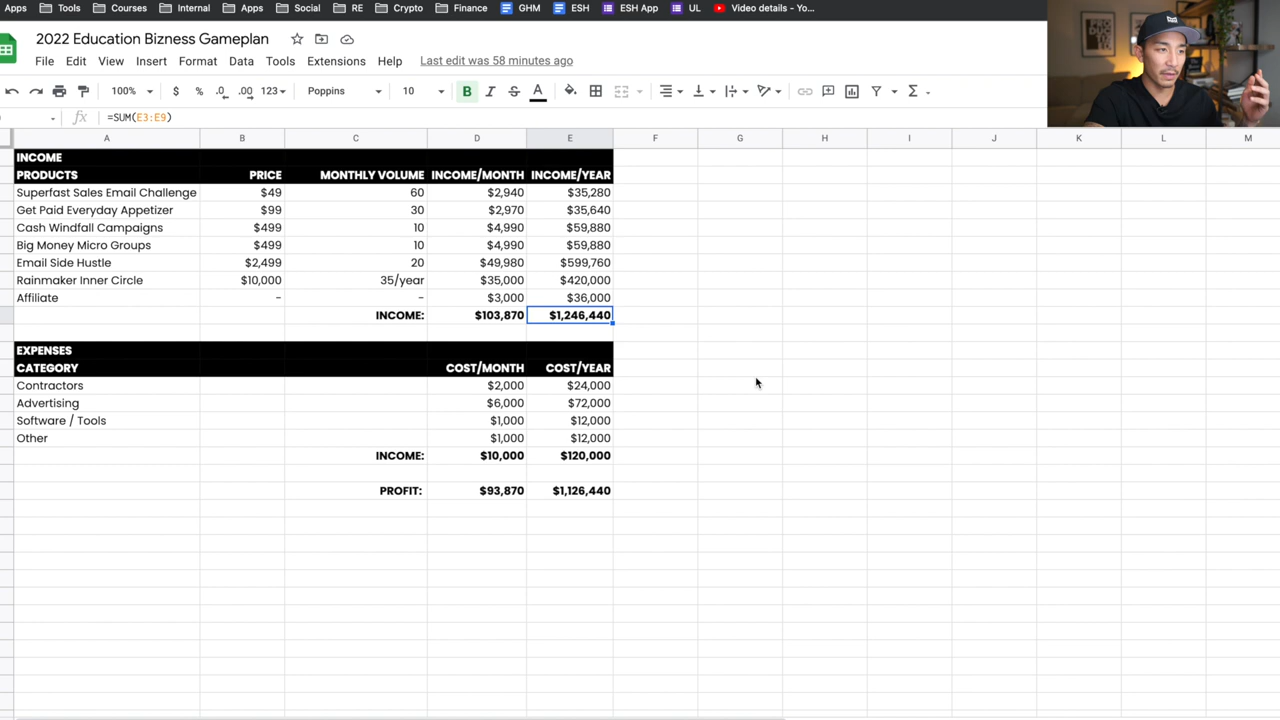 Apps Tools Courses Internal Apps Social RE Crypto Finance GHM ESH ESH App UL Video details - Yo...
2022 Education Bizness Gameplan
File Edit View Insert Format Data Tools Extensions Help Last edit was 58 minutes ago
100% $ % .0 .00 123 Poppins 10 B I S A Σ
fx =SUM(E3:E9)
A B C D E F G H I J K L M
INCOME
PRODUCTS PRICE MONTHLY VOLUME INCOME/MONTH INCOME/YEAR
Superfast Sales Email Challenge $49 60 $2,940 $35,280
Get Paid Everyday Appetizer $99 30 $2,970 $35,640
Cash Windfall Campaigns $499 10 $4,990 $59,880
Big Money Micro Groups $499 10 $4,990 $59,880
Email Side Hustle $2,499 20 $49,980 $599,760
Rainmaker Inner Circle $10,000 35/year $35,000 $420,000
Affiliate - - $3,000 $36,000
INCOME: $103,870 $1,246,440
EXPENSES
CATEGORY COST/MONTH COST/YEAR
Contractors $2,000 $24,000
Advertising $6,000 $72,000
Software / Tools $1,000 $12,000
Other $1,000 $12,000
INCOME: $10,000 $120,000
PROFIT: $93,870 $1,126,440